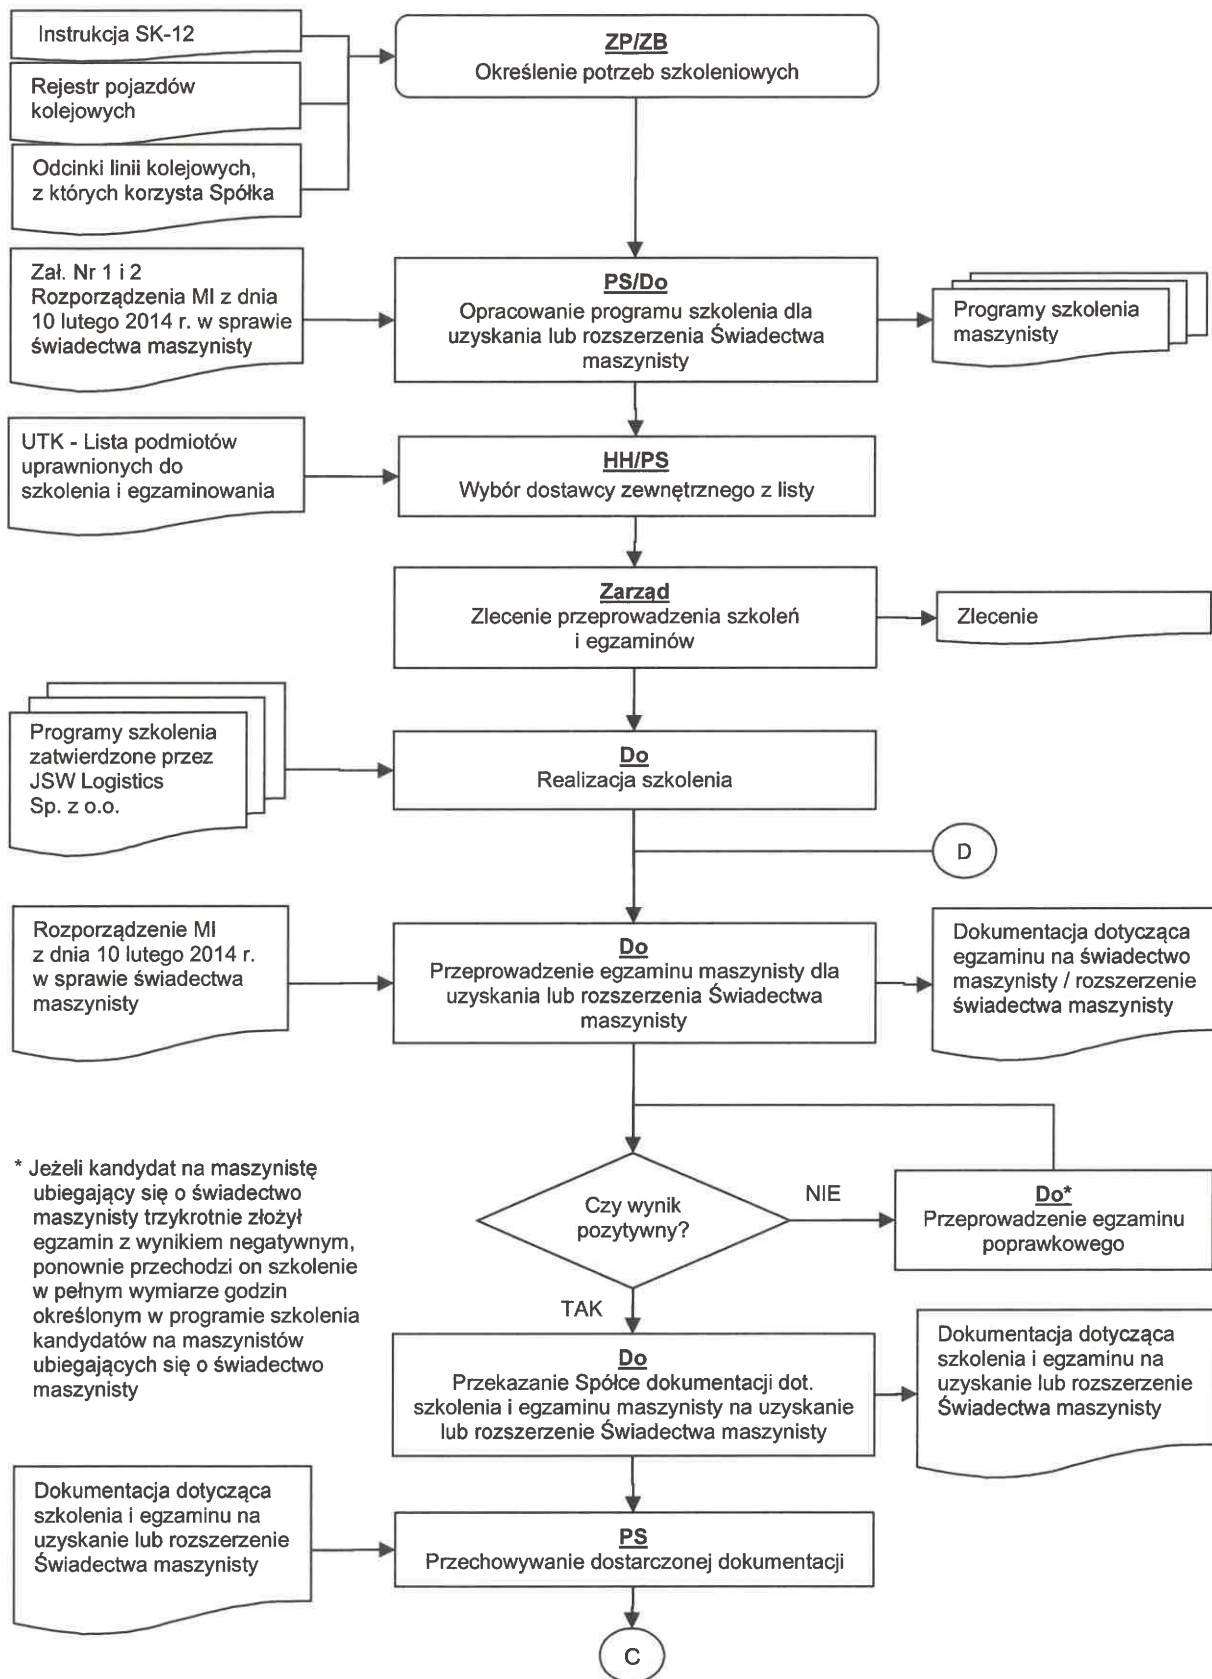 Instrukcja SK-12
ZP/ZB
Określenie potrzeb szkoleniowych
Rejestr pojazdów
kolejowych
Odcinki linii kolejowych,
z których korzysta Spółka
Zał. Nr 1 i 2
Rozporządzenia MI z dnia
10 lutego 2014 r. w sprawie
świadectwa maszynisty
PS/Do
Opracowanie programu szkolenia dla
uzyskania lub rozszerzenia Świadectwa
maszynisty
Programy szkolenia
maszynisty
UTK - Lista podmiotów
uprawnionych do
szkolenia i egzaminowania
HH/PS
Wybór dostawcy zewnętrznego z listy
Zarząd
Zlecenie przeprowadzenia szkoleń
i egzaminów
Zlecenie
Programy szkolenia
zatwierdzone przez
JSW Logistics
Sp. z o.o.
Do
Realizacja szkolenia
D
Rozporządzenie MI
z dnia 10 lutego 2014 r.
w sprawie świadectwa
maszynisty
Do
Przeprowadzenie egzaminu maszynisty dla
uzyskania lub rozszerzenia Świadectwa
maszynisty
Dokumentacja dotycząca
egzaminu na świadectwo
maszynisty / rozszerzenie
świadectwa maszynisty
* Jeżeli kandydat na maszynistę
ubiegający się o świadectwo
maszynisty trzykrotnie złożył
egzamin z wynikiem negatywnym,
ponownie przechodzi on szkolenie
w pełnym wymiarze godzin
określonym w programie szkolenia
kandydatów na maszynistów
ubiegających się o świadectwo
maszynisty
Czy wynik
pozytywny?
NIE
Do*
Przeprowadzenie egzaminu
poprawkowego
TAK
Do
Przekazanie Spółce dokumentacji dot.
szkolenia i egzaminu maszynisty na uzyskanie
lub rozszerzenie Świadectwa maszynisty
Dokumentacja dotycząca
szkolenia i egzaminu na
uzyskanie lub rozszerzenie
Świadectwa maszynisty
Dokumentacja dotycząca
szkolenia i egzaminu na
uzyskanie lub rozszerzenie
Świadectwa maszynisty
PS
Przechowywanie dostarczonej dokumentacji
C